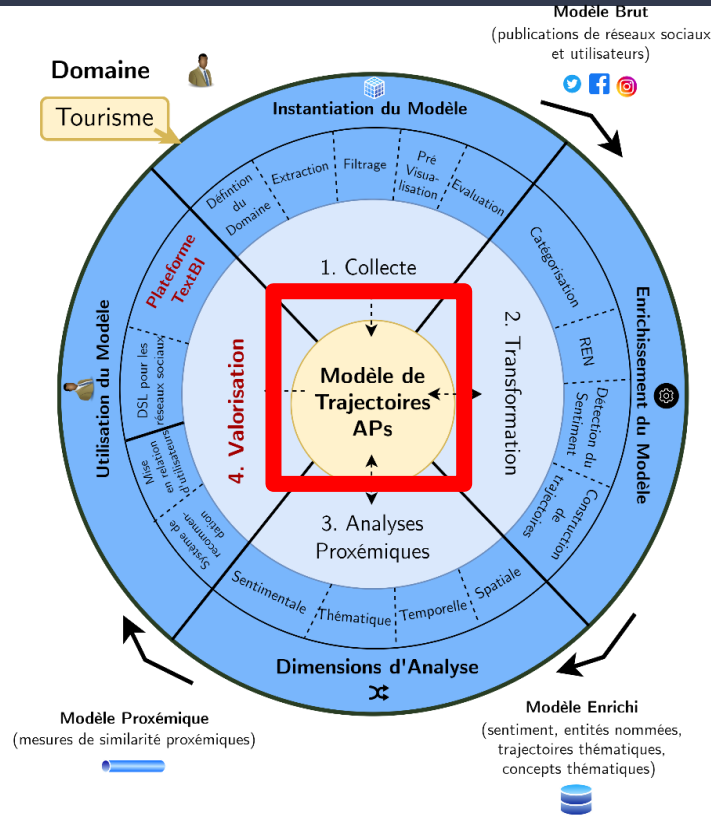 Modèle Brut
(publications de réseaux sociaux
et utilisateurs)
Domaine
Tourisme
Instantiation du Modèle
Défintion
du
Domaine
Extraction
Filtrage
Pré
Visua-
lisation
Evaluation
1. Collecte
Enrichissement du Modèle
Catégorisation
REN
Détection du
Sentiment
Construction
de
trajectoires
2. Transformation
Modèle de
Trajectoires
APs
3. Analyses
Proxémiques
Spatiale
Temporelle
Thématique
Sentimentale
Dimensions d'Analyse
4. Valorisation
Plateforme
TextBI
DSL pour les
réseaux sociaux
Mise
en relation
d'utilisateurs
Système de
recommen-
dation
Utilisation du Modèle
Modèle Proxémique
(mesures de similarité proxémiques)
Modèle Enrichi
(sentiment, entités nommées,
trajectoires thématiques,
concepts thématiques)